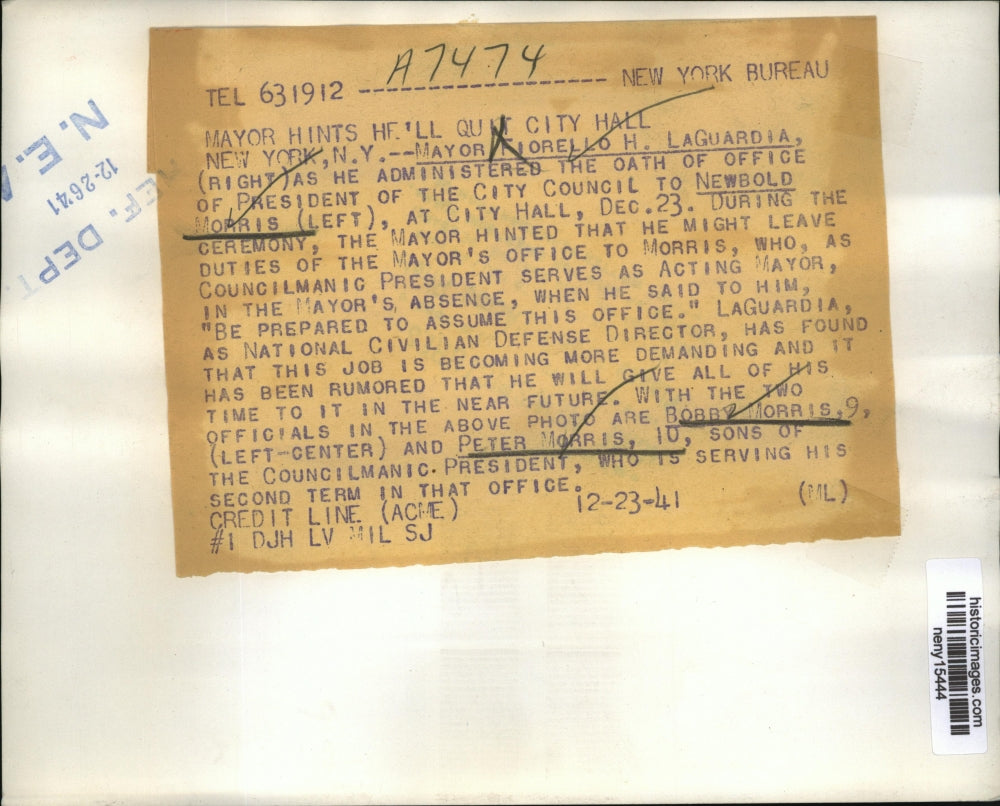 A7474
TEL 631912 ---------------------- NEW YORK BUREAU
MAYOR HINTS HE'LL QUIT CITY HALL
NEW YORK, N.Y.--MAYOR FIORELLO H. LAGUARDIA,
(RIGHT)AS HE ADMINISTERED THE OATH OF OFFICE
OF PRESIDENT OF THE CITY COUNCIL TO NEWBOLD
MORRIS (LEFT), AT CITY HALL, DEC.23. DURING THE
CEREMONY, THE MAYOR HINTED THAT HE MIGHT LEAVE
DUTIES OF THE MAYOR'S OFFICE TO MORRIS, WHO, AS
COUNCILMANIC PRESIDENT SERVES AS ACTING MAYOR,
IN THE MAYOR'S, ABSENCE, WHEN HE SAID TO HIM,
"BE PREPARED TO ASSUME THIS OFFICE." LAGUARDIA,
AS NATIONAL CIVILIAN DEFENSE DIRECTOR, HAS FOUND
THAT THIS JOB IS BECOMING MORE DEMANDING AND IT
HAS BEEN RUMORED THAT HE WILL GIVE ALL OF HIS
TIME TO IT IN THE NEAR FUTURE. WITH THE TWO
OFFICIALS IN THE ABOVE PHOTO ARE BOBBY MORRIS,9,
(LEFT-CENTER) AND PETER MORRIS, 10, SONS OF
THE COUNCILMANIC.PRESIDENT, WHO IS SERVING HIS
SECOND TERM IN THAT OFFICE.
CREDIT LINE (ACME) 12-23-41 (ML)
#1 DJH LV MIL SJ
N. E. A
12-26 41
REF. DEPT
historicimages.com
neny15444